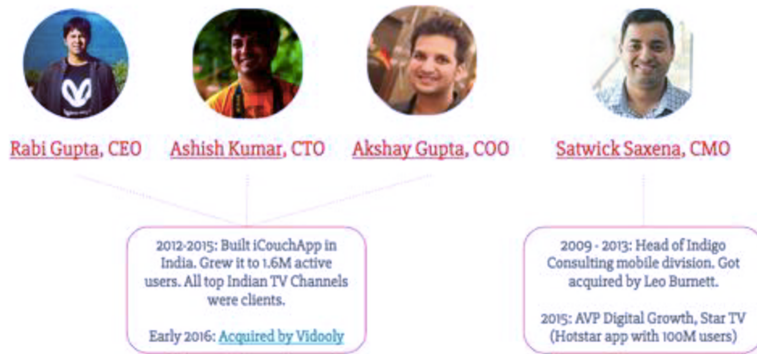 Rabi Gupta, CEO
Ashish Kumar, CTO
Akshay Gupta, COO
Satwick Saxena, CMO
2012-2015: Built iCouchApp in
India. Grew it to 1.6M active
users. All top Indian TV Channels
were clients.
Early 2016: Acquired by Vidooly
2009 - 2013: Head of Indigo
Consulting mobile division. Got
acquired by Leo Burnett.
2015: AVP Digital Growth, Star TV
(Hotstar app with 100M users)